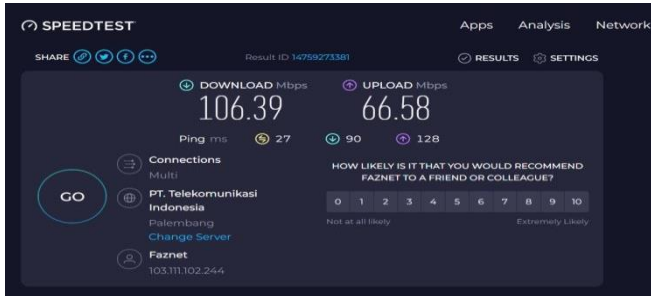 SPEEDTEST
Apps Analysis Network
SHARE Result ID 14759273381 RESULTS SETTINGS
DOWNLOAD Mbps UPLOAD Mbps
106.39 66.58
Ping ms 27 90 128
Connections
Multi
HOW LIKELY IS IT THAT YOU WOULD RECOMMEND
FAZNET TO A FRIEND OR COLLEAGUE?
GO
PT. Telekomunikasi
Indonesia
Palembang
Change Server
0 1 2 3 4 5 6 7 8 9 10
Not at all likely Extremely Likely
Faznet
103.111.102.244